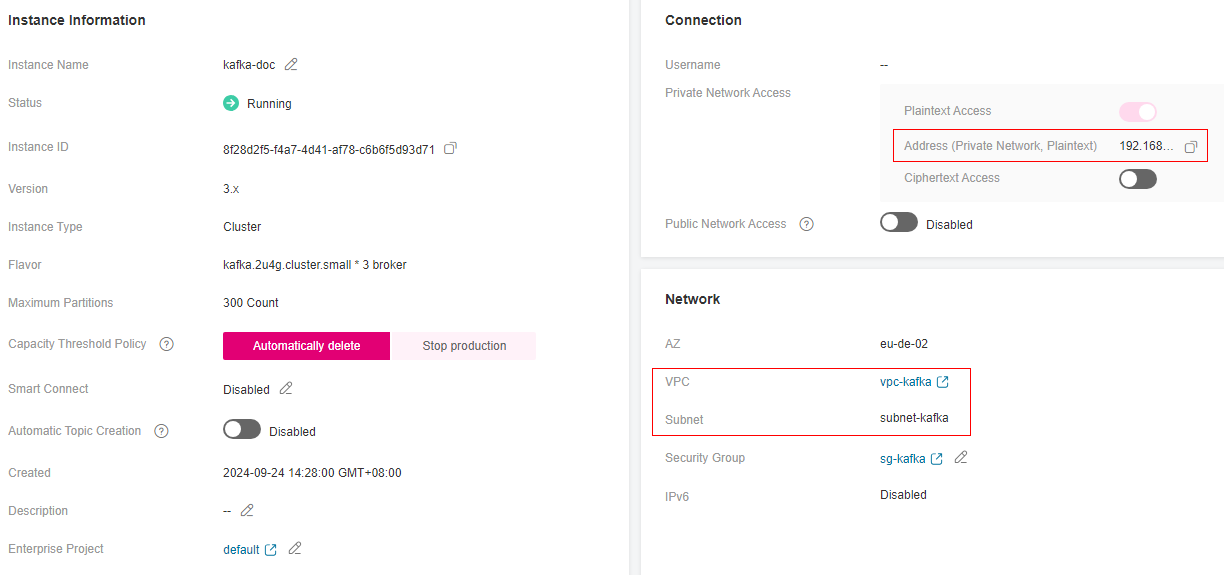 Instance Information
Instance Name kafka-doc
Status Running
Instance ID 8f28d2f5-f4a7-4d41-af78-c6b6f5d93d71
Version 3.x
Instance Type Cluster
Flavor kafka.2u4g.cluster.small * 3 broker
Maximum Partitions 300 Count
Capacity Threshold Policy ? Automatically delete Stop production
Smart Connect Disabled
Automatic Topic Creation ? Disabled
Created 2024-09-24 14:28:00 GMT+08:00
Description --
Enterprise Project default
Connection
Username --
Private Network Access
Plaintext Access
Address (Private Network, Plaintext) 192.168...
Ciphertext Access
Public Network Access ? Disabled
Network
AZ eu-de-02
VPC vpc-kafka
Subnet subnet-kafka
Security Group sg-kafka
IPv6 Disabled